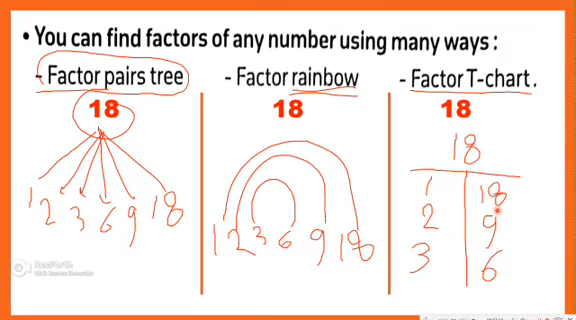 • You can find factors of any number using many ways :
- Factor pairs tree
18
1 2 3 6 9 18
- Factor rainbow
18
1 2 3 6 9 18
- Factor T-chart .
18
18
1 18
2 9
3 6